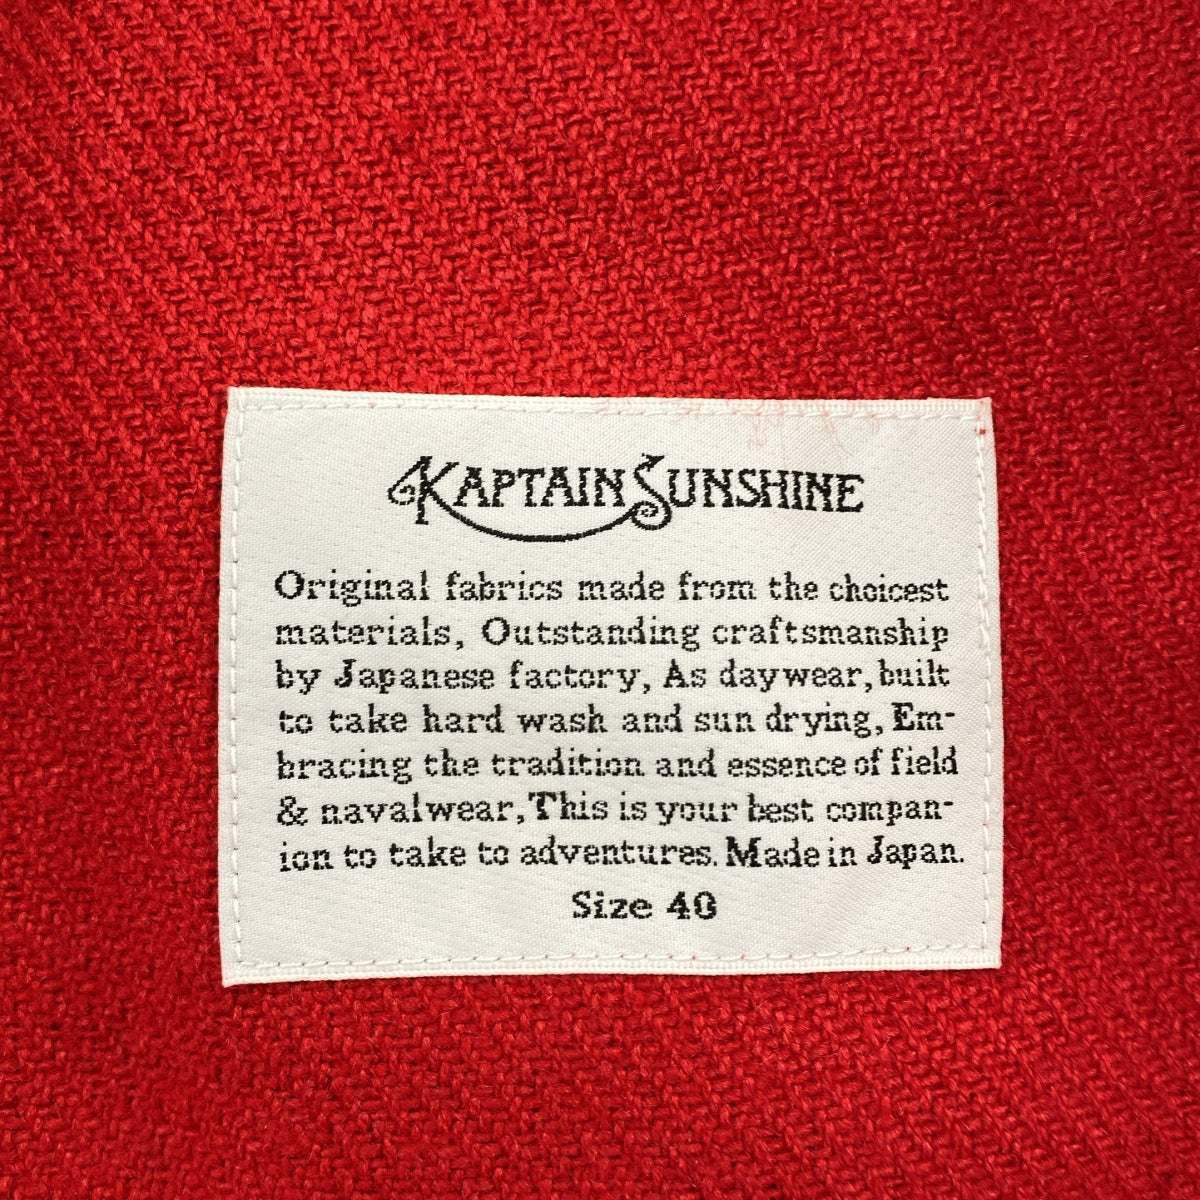 KAPTAIN SUNSHINE
Original fabrics made from the choicest
materials, Outstanding craftsmanship
by Japanese factory, As daywear, built
to take hard wash and sun drying, Em-
bracing the tradition and essence of field
& navalwear, This is your best compan-
ion to take to adventures. Made in Japan.
Size 40